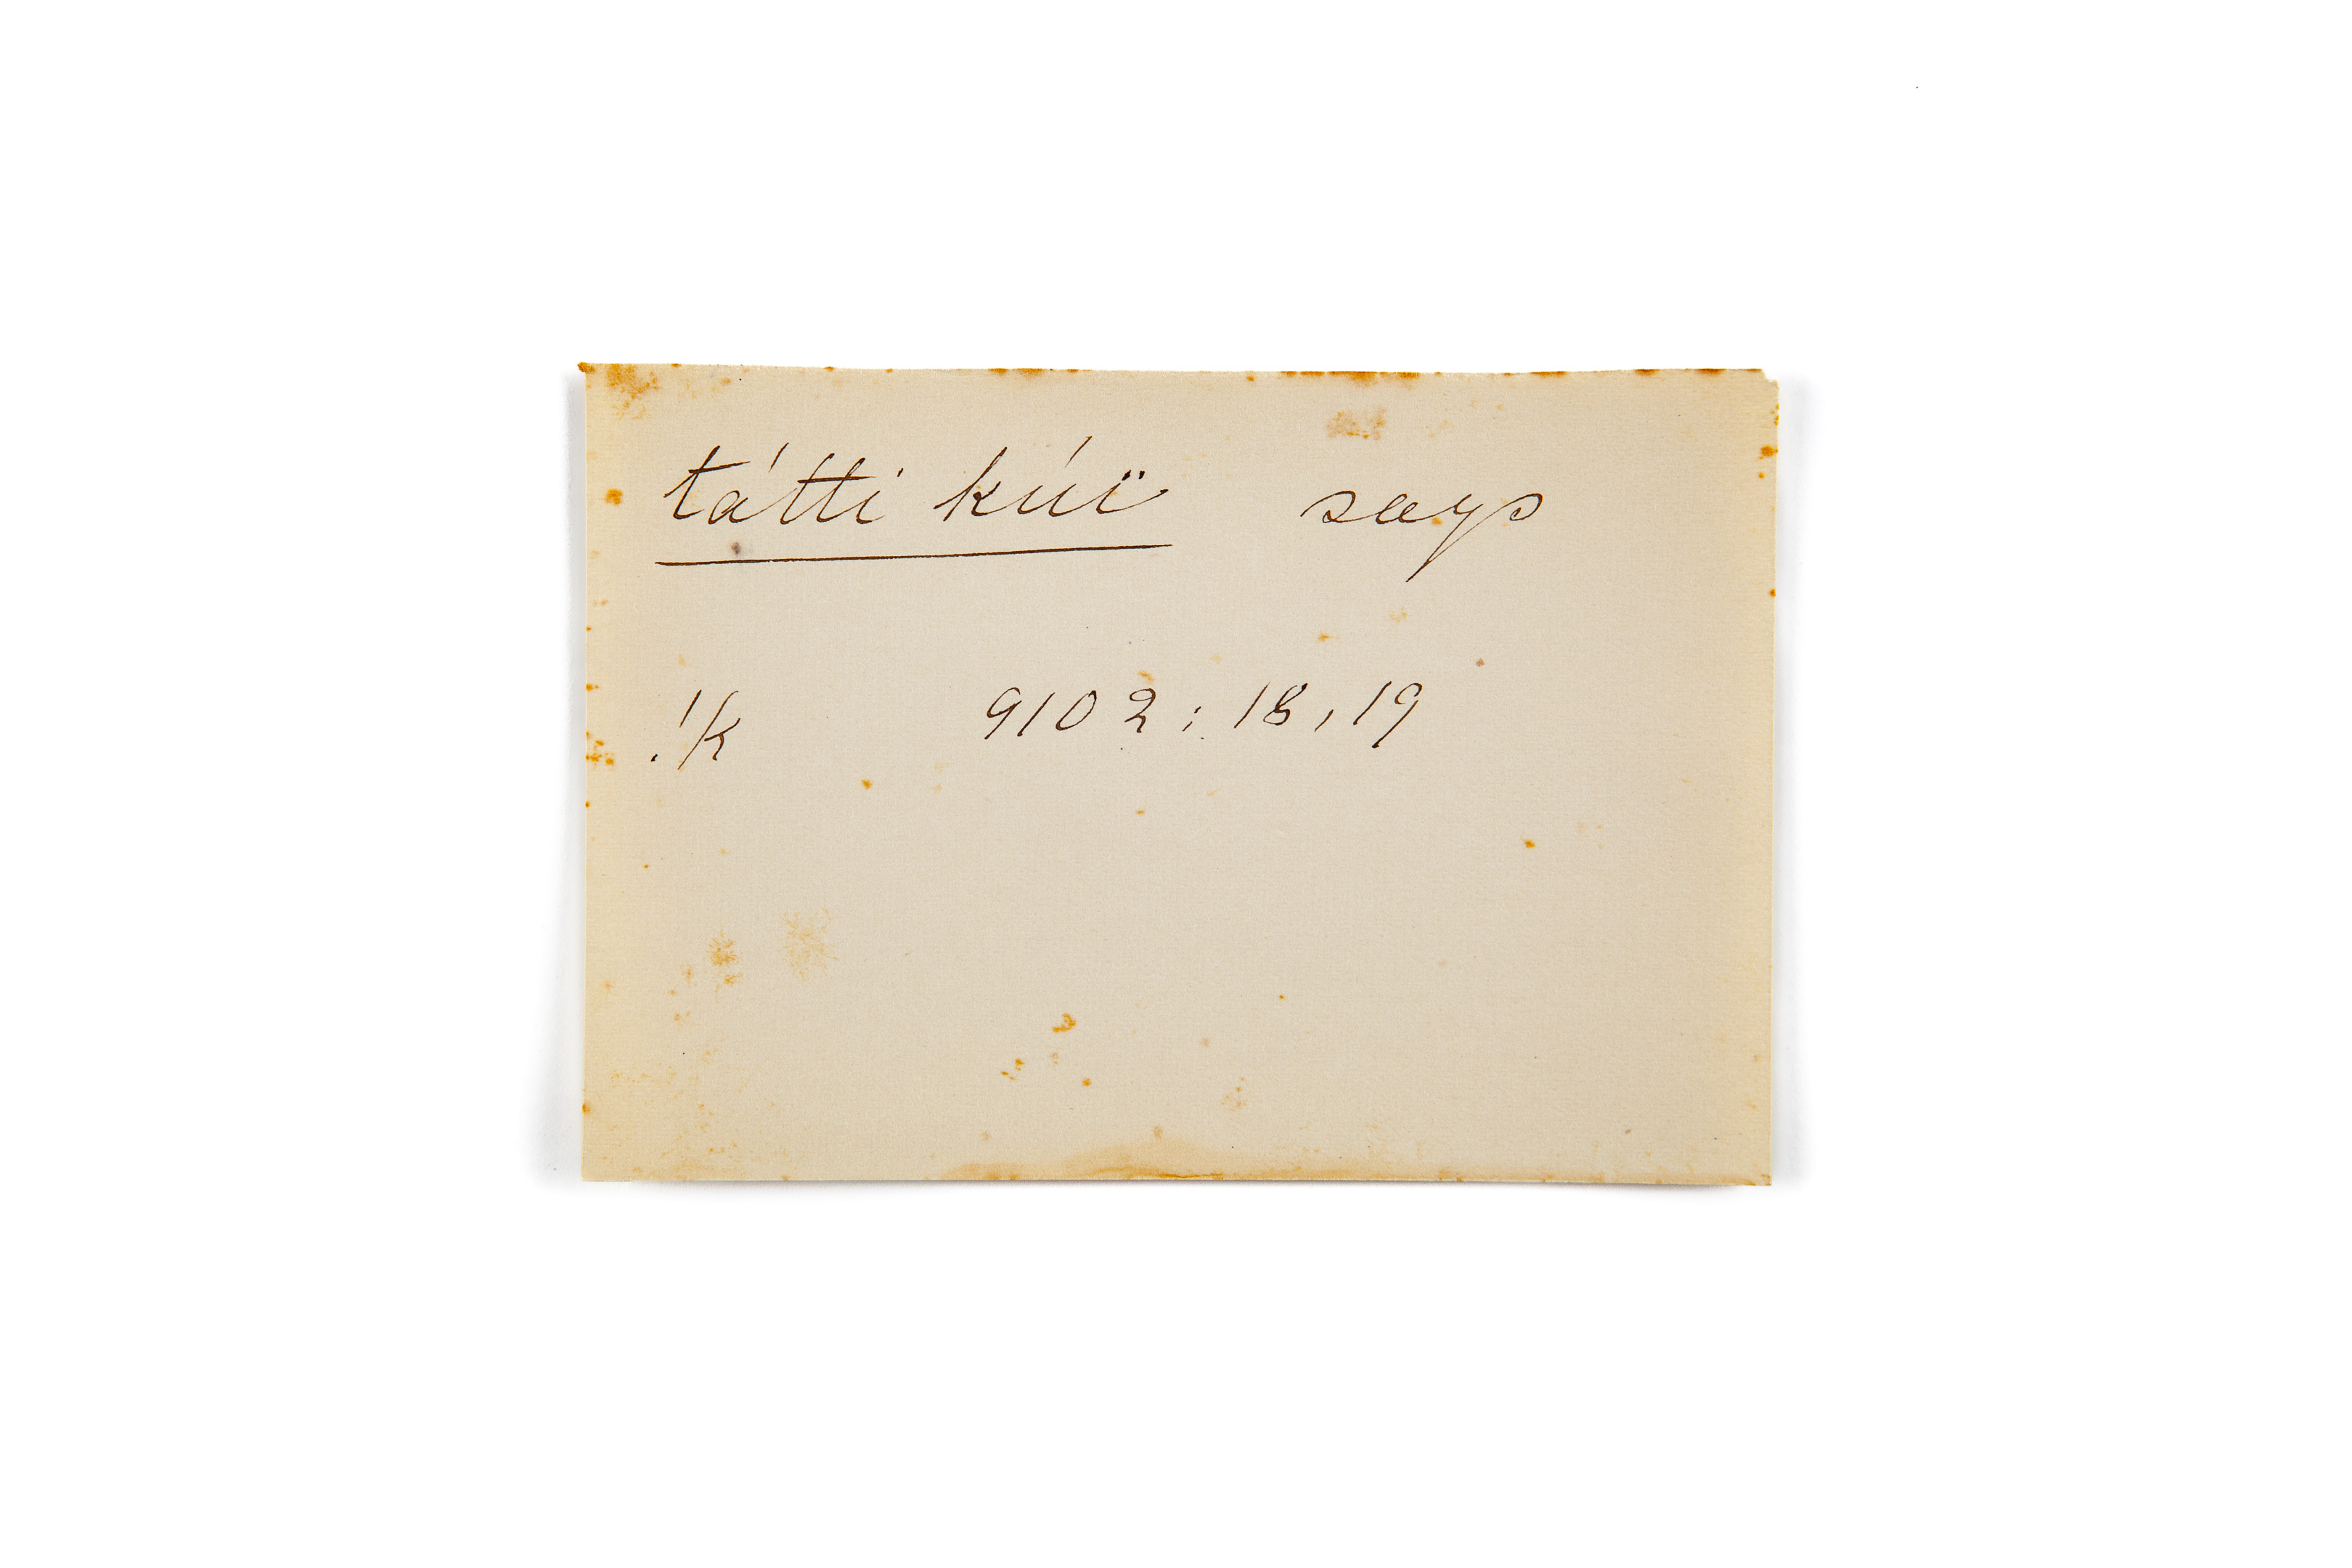 tátti kúï says
!k 9102: 18, 19